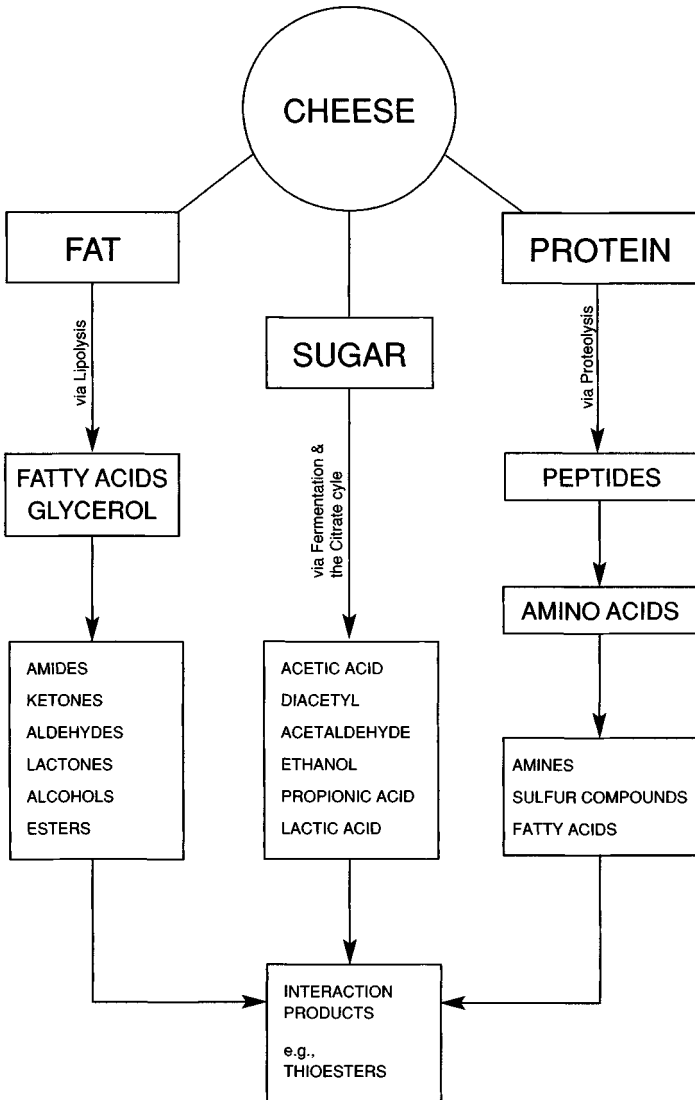 CHEESE
FAT
via Lipolysis
FATTY ACIDS
GLYCEROL
AMIDES
KETONES
ALDEHYDES
LACTONES
ALCOHOLS
ESTERS
SUGAR
via Fermentation &
the Citrate cyle
ACETIC ACID
DIACETYL
ACETALDEHYDE
ETHANOL
PROPIONIC ACID
LACTIC ACID
PROTEIN
via Proteolysis
PEPTIDES
AMINO ACIDS
AMINES
SULFUR COMPOUNDS
FATTY ACIDS
INTERACTION
PRODUCTS
e.g.,
THIOESTERS